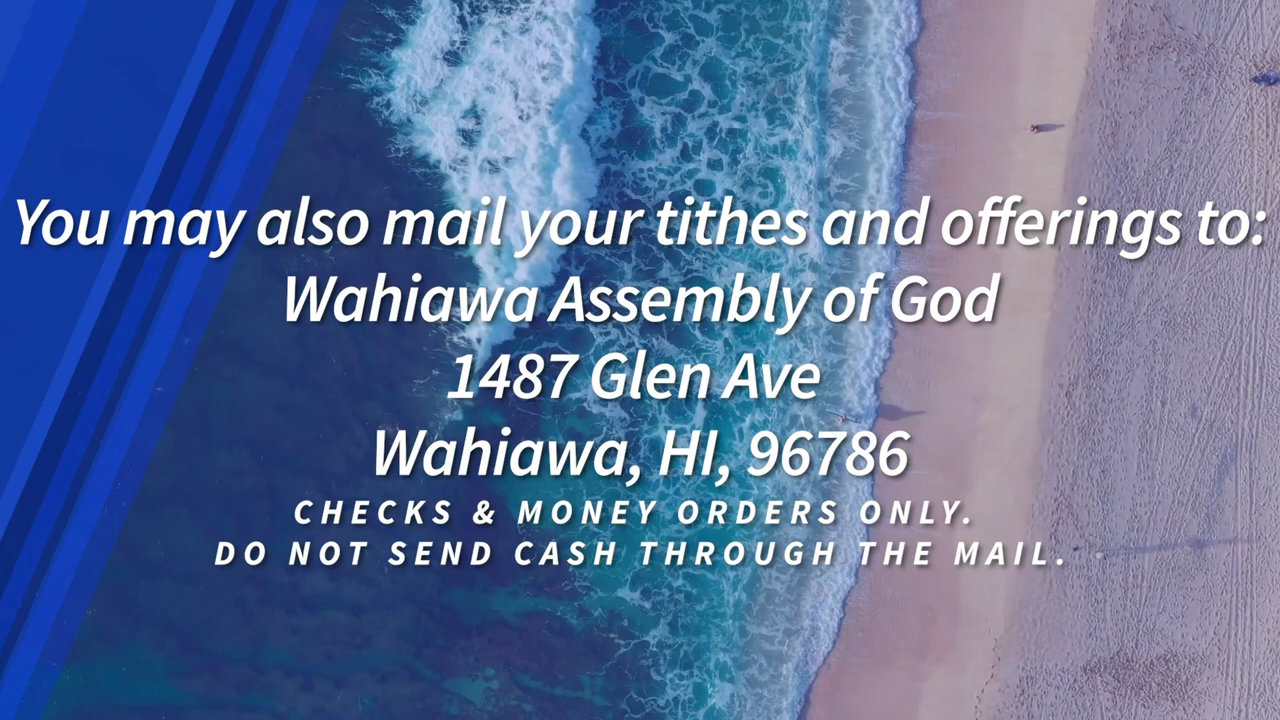 You may also mail your tithes and offerings to:
Wahiawa Assembly of God
1487 Glen Ave
Wahiawa, HI, 96786
CHECKS & MONEY ORDERS ONLY.
DO NOT SEND CASH THROUGH THE MAIL.